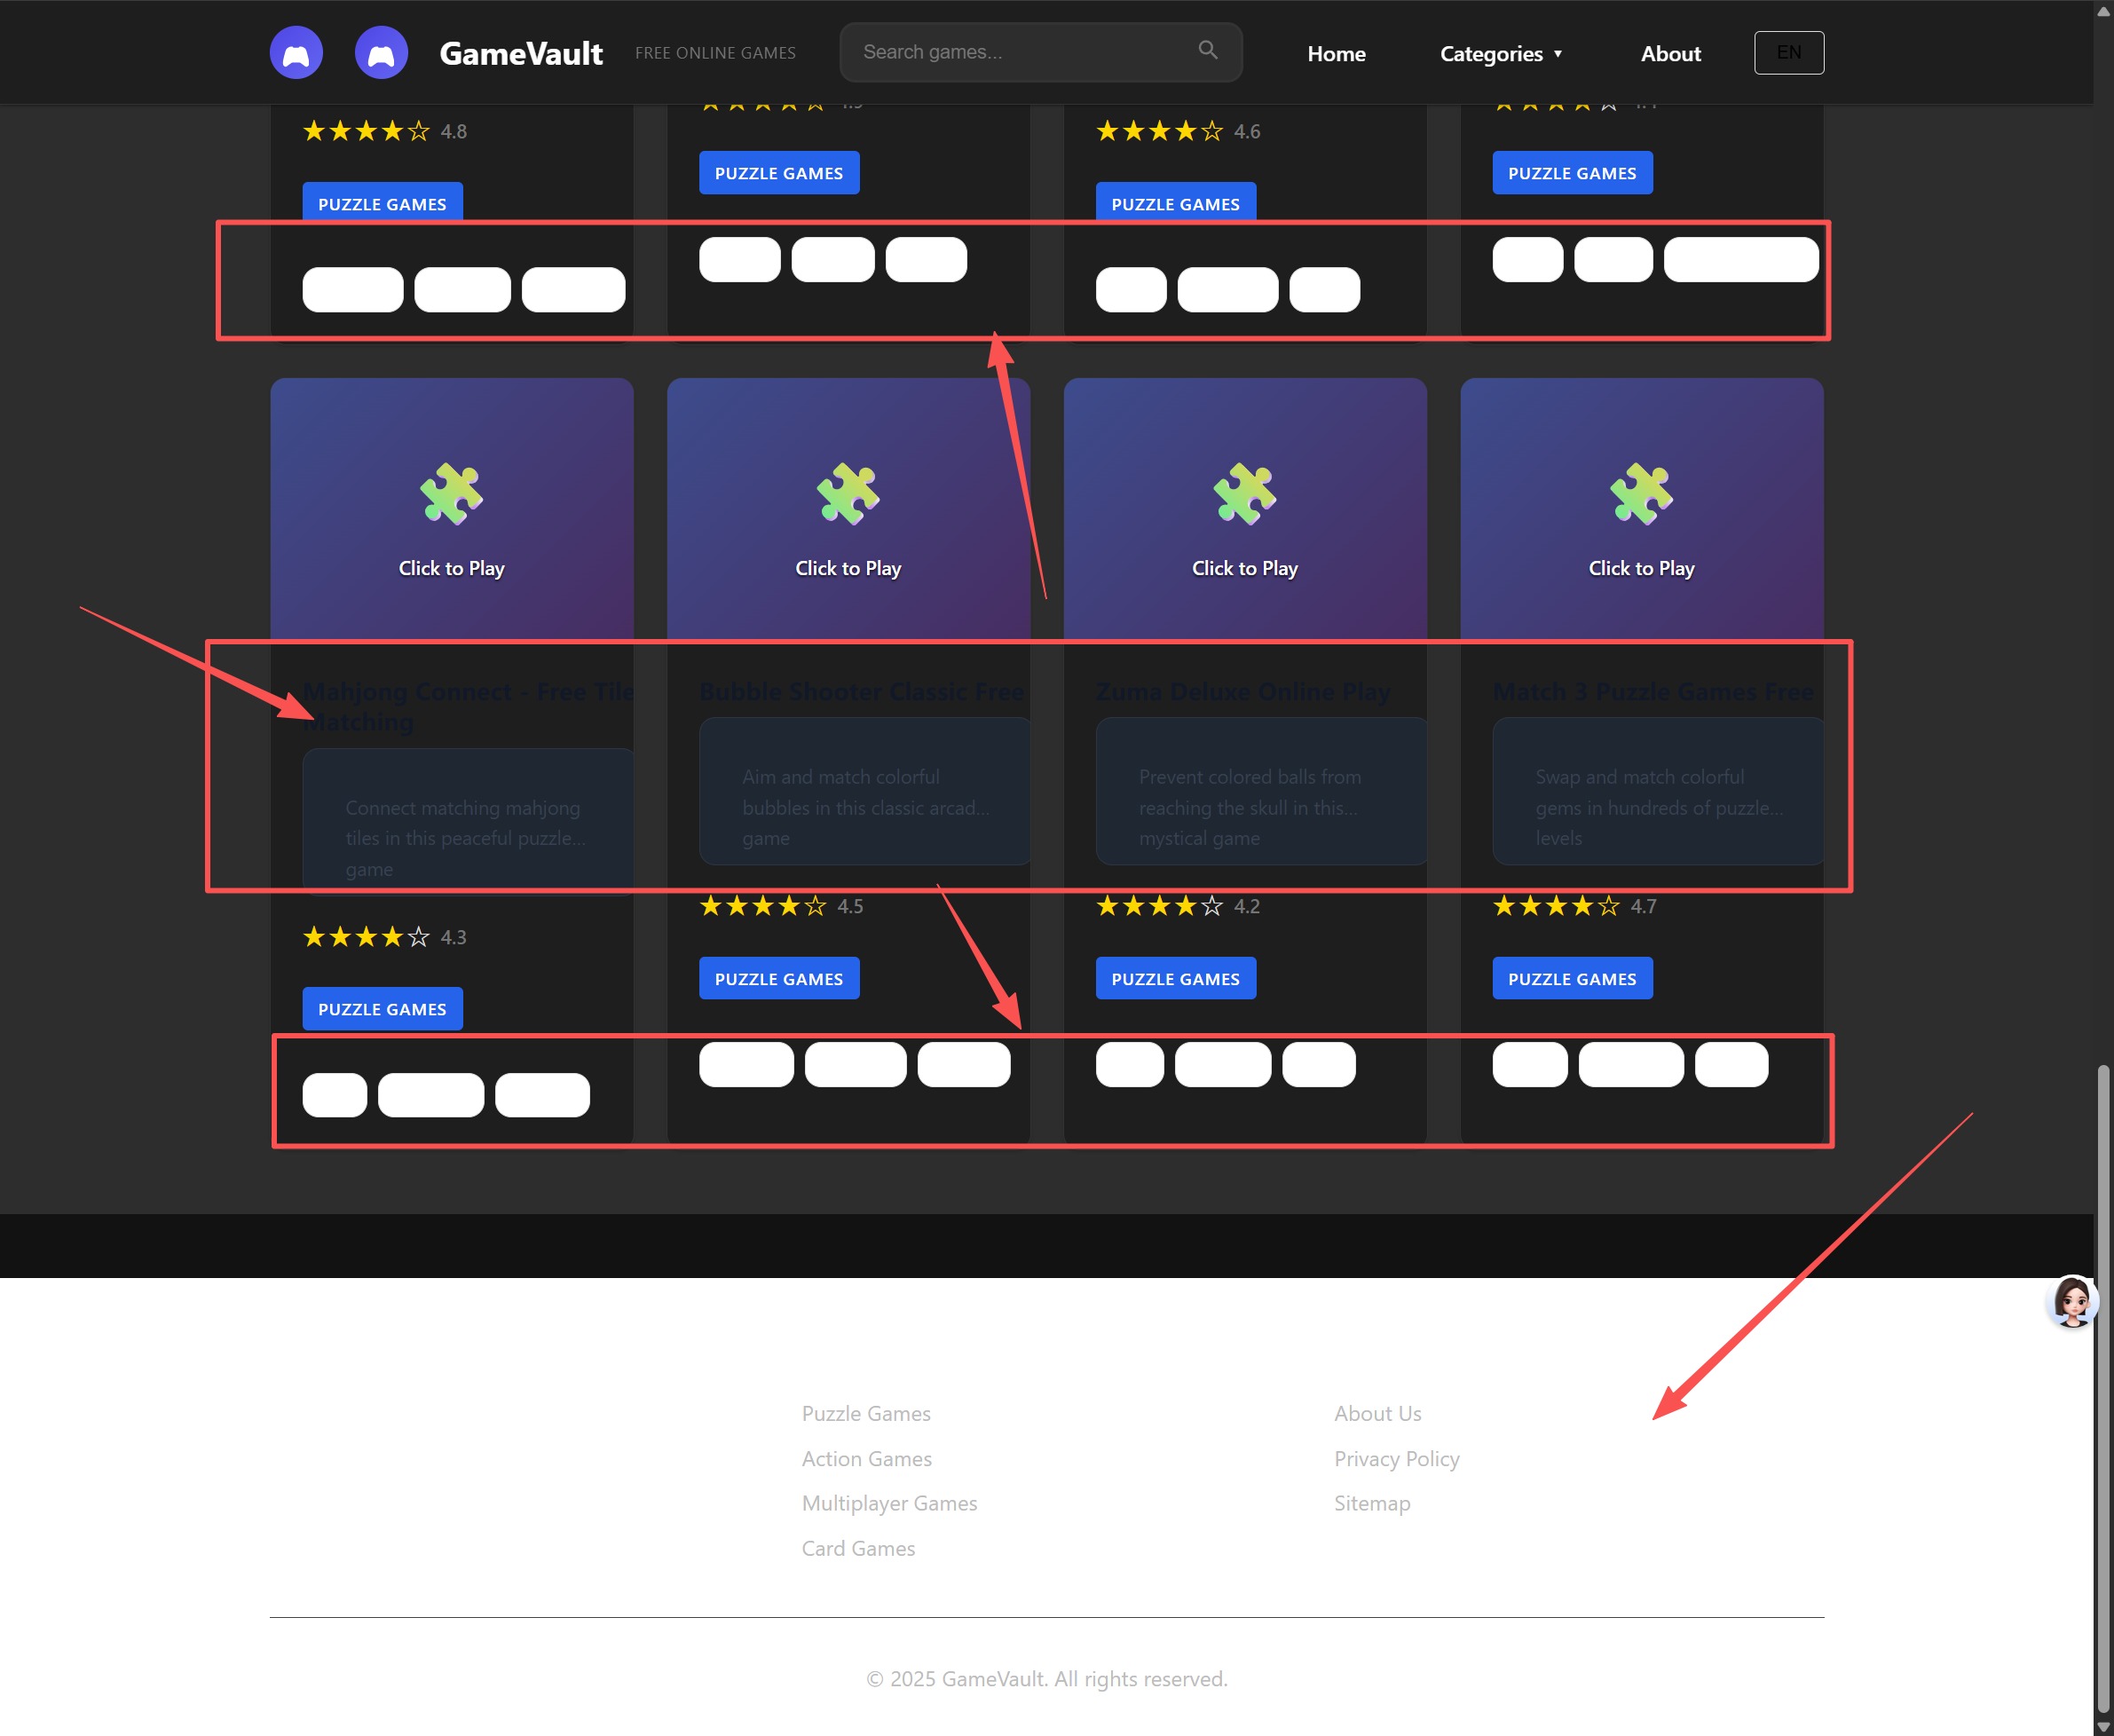 GameVault
FREE ONLINE GAMES
Search games...
Home
Categories ▼
About
EN
★★★★☆ 4.8
★★★★☆ 4.6
PUZZLE GAMES
PUZZLE GAMES
PUZZLE GAMES
PUZZLE GAMES
Click to Play
Click to Play
Click to Play
Click to Play
Mahjong Connect - Free Tile
Matching
Connect matching mahjong
tiles in this peaceful puzzle...
game
★★★★☆ 4.3
PUZZLE GAMES
Bubble Shooter Classic Free
Aim and match colorful
bubbles in this classic arcad...
game
★★★★☆ 4.5
PUZZLE GAMES
Zuma Deluxe Online Play
Prevent colored balls from
reaching the skull in this...
mystical game
★★★★☆ 4.2
PUZZLE GAMES
Match 3 Puzzle Games Free
Swap and match colorful
gems in hundreds of puzzle...
levels
★★★★☆ 4.7
PUZZLE GAMES
Puzzle Games
Action Games
Multiplayer Games
Card Games
About Us
Privacy Policy
Sitemap
© 2025 GameVault. All rights reserved.